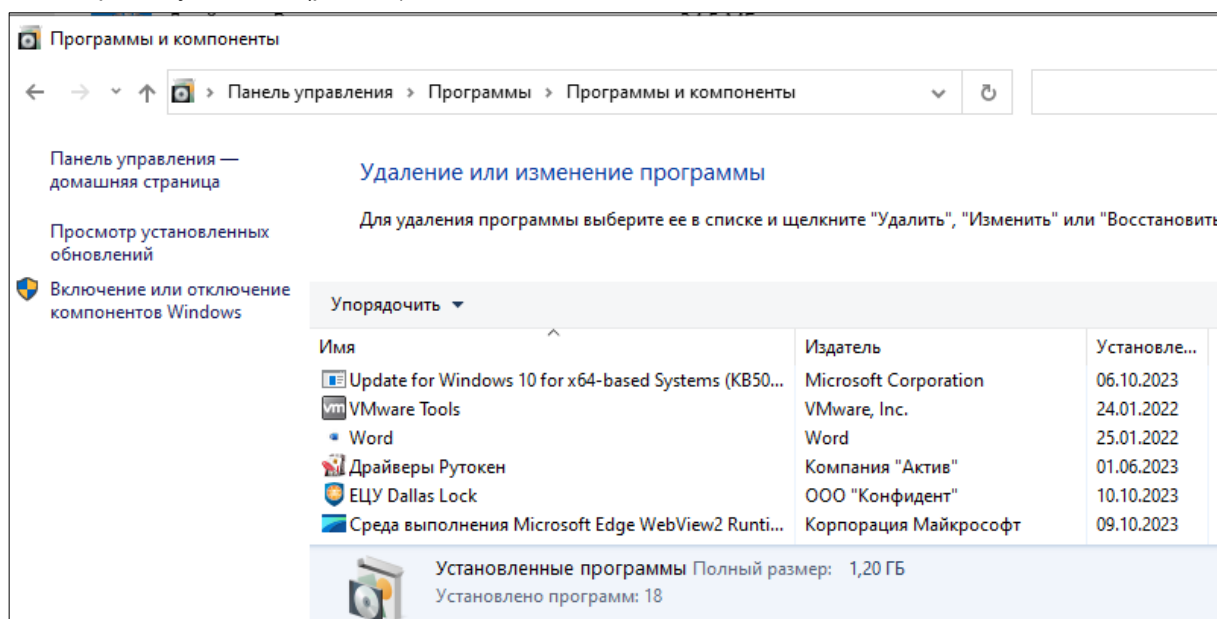 Программы и компоненты
Панель управления > Программы > Программы и компоненты
Панель управления —
домашняя страница
Просмотр установленных
обновлений
Включение или отключение
компонентов Windows
Удаление или изменение программы
Для удаления программы выберите ее в списке и щелкните "Удалить", "Изменить" или "Восстановить
Упорядочить
Имя Издатель Установле...
Update for Windows 10 for x64-based Systems (KB50... Microsoft Corporation 06.10.2023
vm VMware Tools VMware, Inc. 24.01.2022
Word Word 25.01.2022
Драйверы Рутокен Компания "Актив" 01.06.2023
ЕЦУ Dallas Lock ООО "Конфидент" 10.10.2023
Среда выполнения Microsoft Edge WebView2 Runti... Корпорация Майкрософт 09.10.2023
Установленные программы Полный размер: 1,20 ГБ
Установлено программ: 18